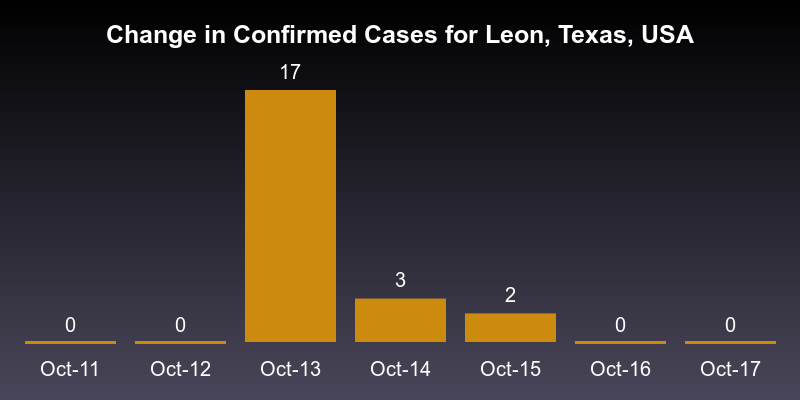 Change in Confirmed Cases for Leon, Texas, USA
17
3
2
0 0 0 0
Oct-11 Oct-12 Oct-13 Oct-14 Oct-15 Oct-16 Oct-17